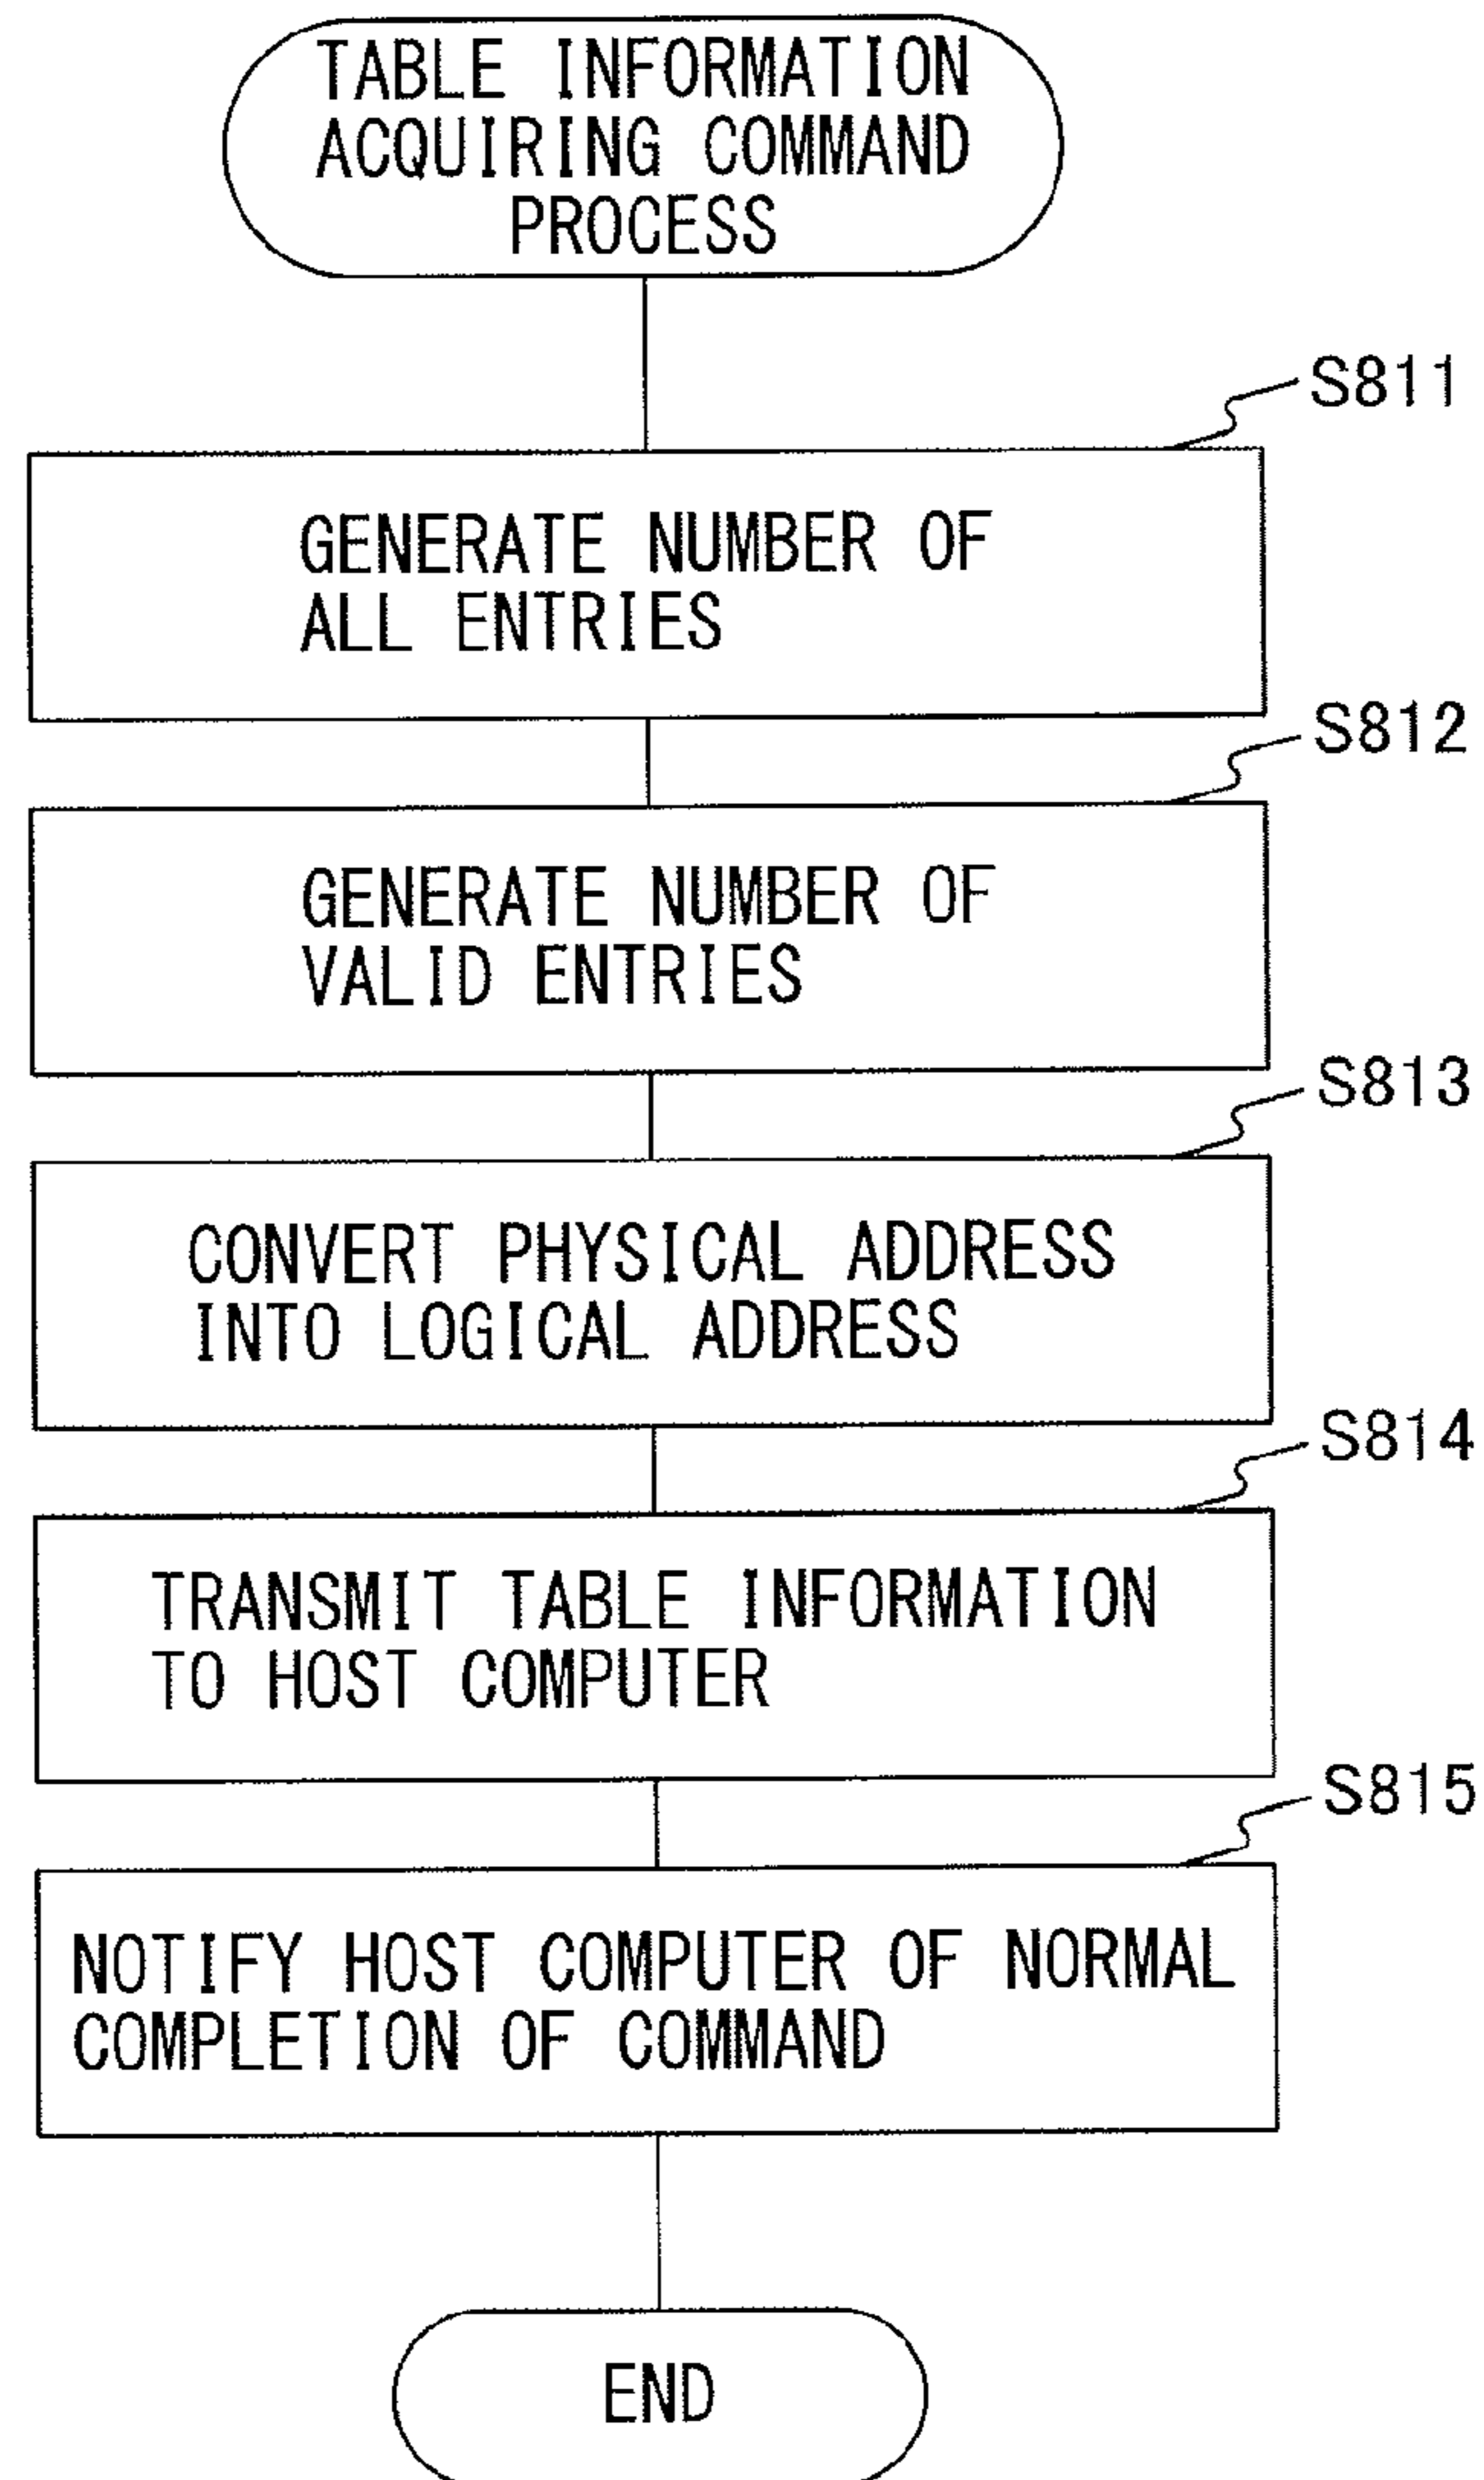 TABLE INFORMATION
ACQUIRING COMMAND
PROCESS
S811
GENERATE NUMBER OF
ALL ENTRIES
S812
GENERATE NUMBER OF
VALID ENTRIES
S813
CONVERT PHYSICAL ADDRESS
INTO LOGICAL ADDRESS
S814
TRANSMIT TABLE INFORMATION
TO HOST COMPUTER
S815
NOTIFY HOST COMPUTER OF NORMAL
COMPLETION OF COMMAND
END